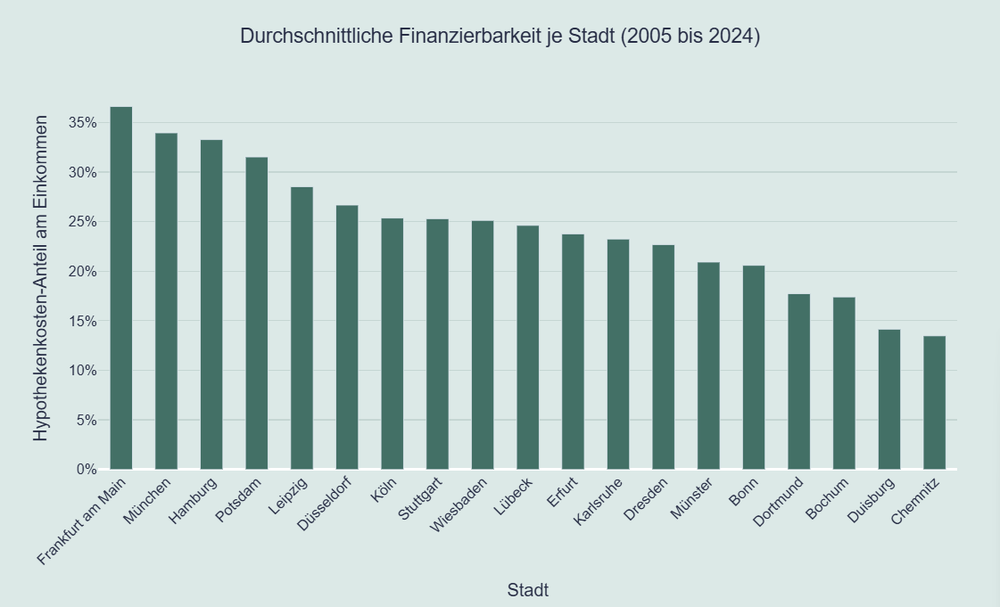 Durchschnittliche Finanzierbarkeit je Stadt (2005 bis 2024)
Hypothekenkosten-Anteil am Einkommen
35%
30%
25%
20%
15%
10%
5%
0%
Frankfurt am Main
München
Hamburg
Potsdam
Leipzig
Düsseldorf
Köln
Stuttgart
Wiesbaden
Lübeck
Erfurt
Karlsruhe
Dresden
Münster
Bonn
Dortmund
Bochum
Duisburg
Chemnitz
Stadt